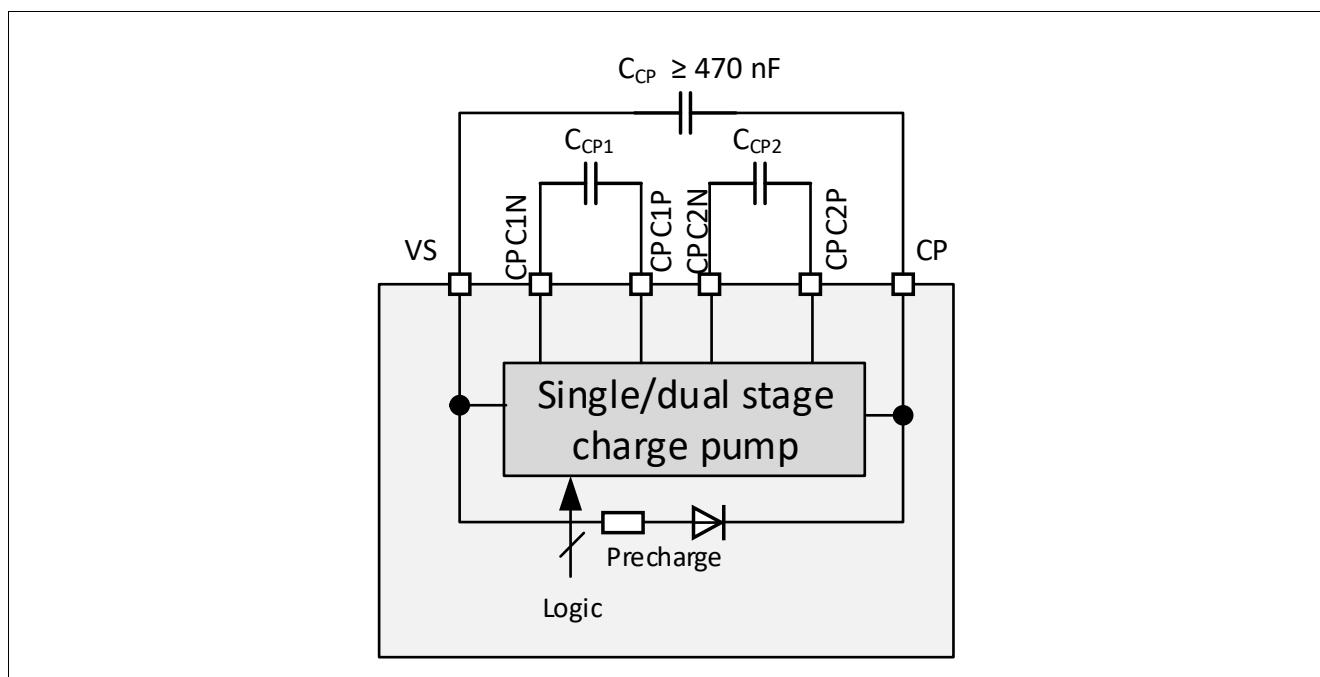 C_CP ≥ 470 nF
C_CP1
C_CP2
VS
CPC1N
CPC1P
CPC2N
CPC2P
CP
Single/dual stage
charge pump
Precharge
Logic